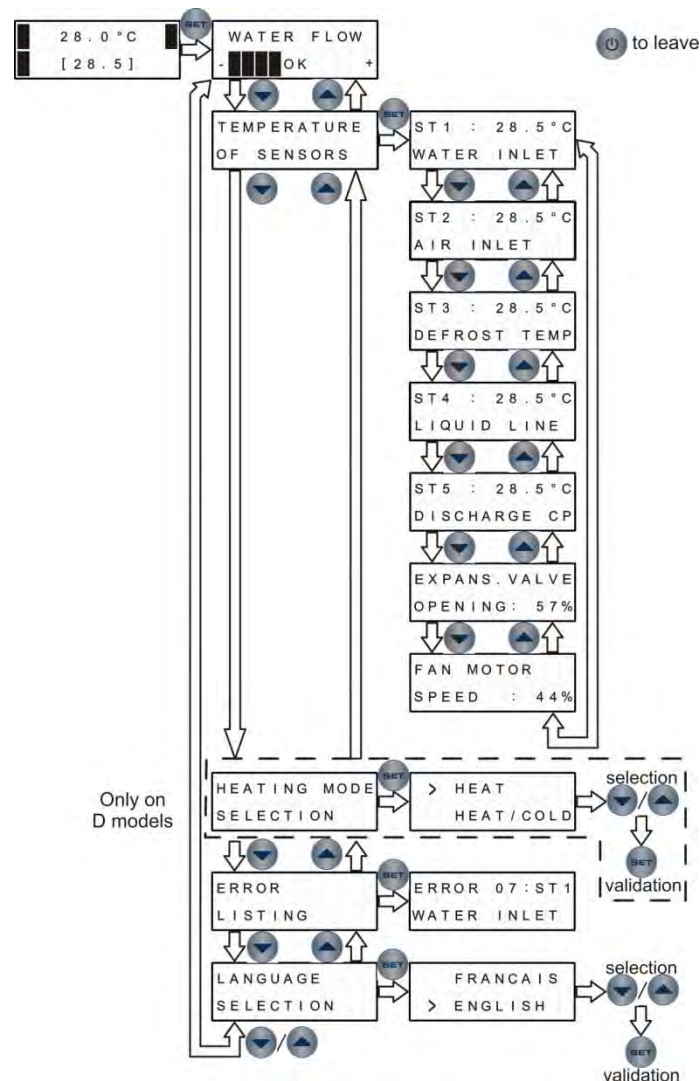 28.0°C
[28.5]
SET
WATER FLOW
- OK +
to leave
TEMPERATURE
OF SENSORS
SET
ST1 : 28.5°C
WATER INLET
ST2 : 28.5°C
AIR INLET
ST3 : 28.5°C
DEFROST TEMP
ST4 : 28.5°C
LIQUID LINE
ST5 : 28.5°C
DISCHARGE CP
EXPANS.VALVE
OPENING: 57%
FAN MOTOR
SPEED : 44%
Only on
D models
HEATING MODE
SELECTION
SET
> HEAT
HEAT/COLD
selection
/
SET
validation
ERROR
LISTING
SET
ERROR 07:ST1
WATER INLET
LANGUAGE
SELECTION
SET
FRANCAIS
> ENGLISH
selection
/
SET
validation
/